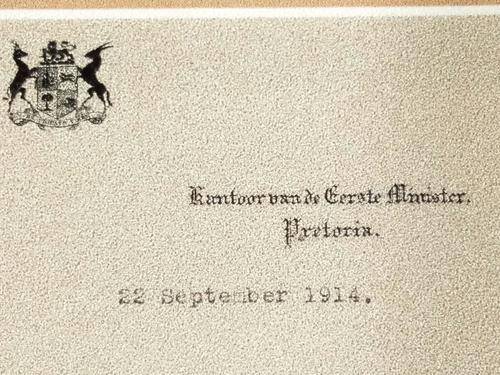 Kantoor van de Eerste Minister.
Pretoria.
22 September 1914.